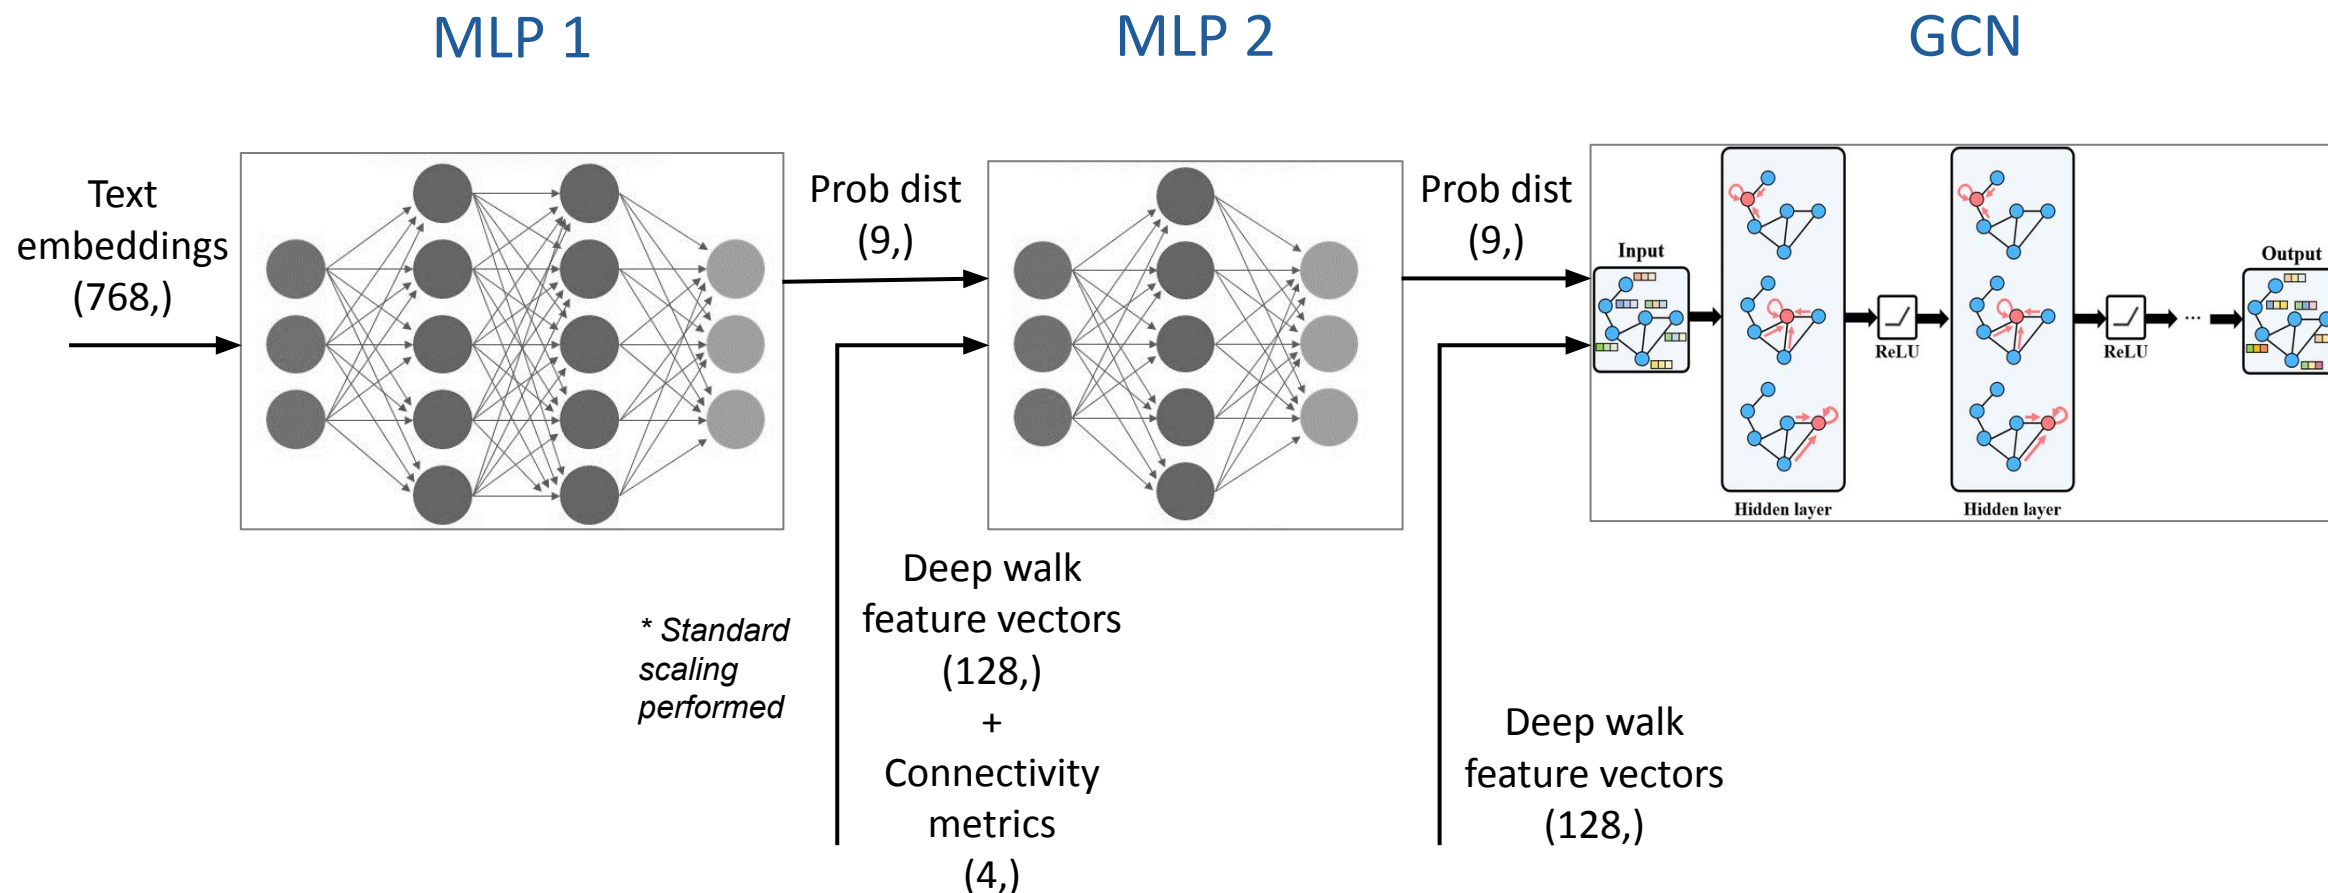 MLP 1
MLP 2
GCN
Text
embeddings
(768,)
Prob dist
(9,)
Prob dist
(9,)
Input
Hidden layer
ReLU
Hidden layer
ReLU
...
Output
* Standard
scaling
performed
Deep walk
feature vectors
(128,)
+
Connectivity
metrics
(4,)
Deep walk
feature vectors
(128,)